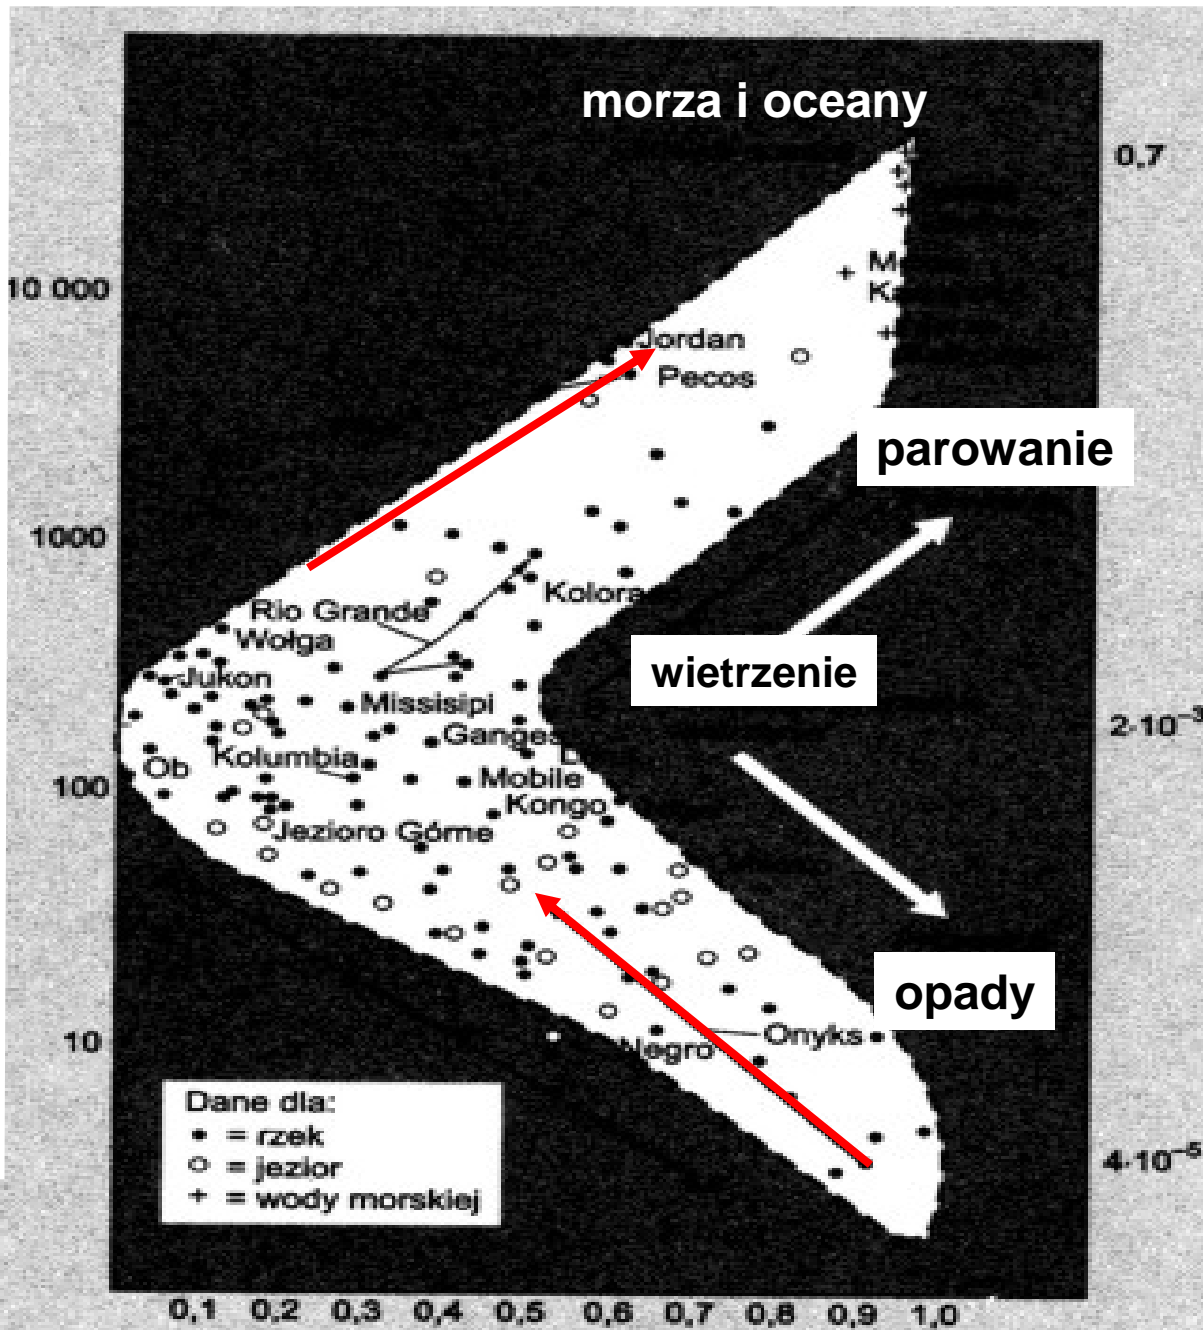 morza i oceany
0,7
10 000
Jordan
Pecos
parowanie
1000
Rio Grande
Wołga
Jukon
wietrzenie
Missisipi
Ganges
2·10⁻³
Kolumbia
Ob
Mobile
100
Kongo
Jezioro Górne
opady
10
Onyks
Negro
Dane dla:
• = rzek
○ = jezior
+ = wody morskiej
4·10⁻⁵
0,1 0,2 0,3 0,4 0,5 0,6 0,7 0,8 0,9 1,0